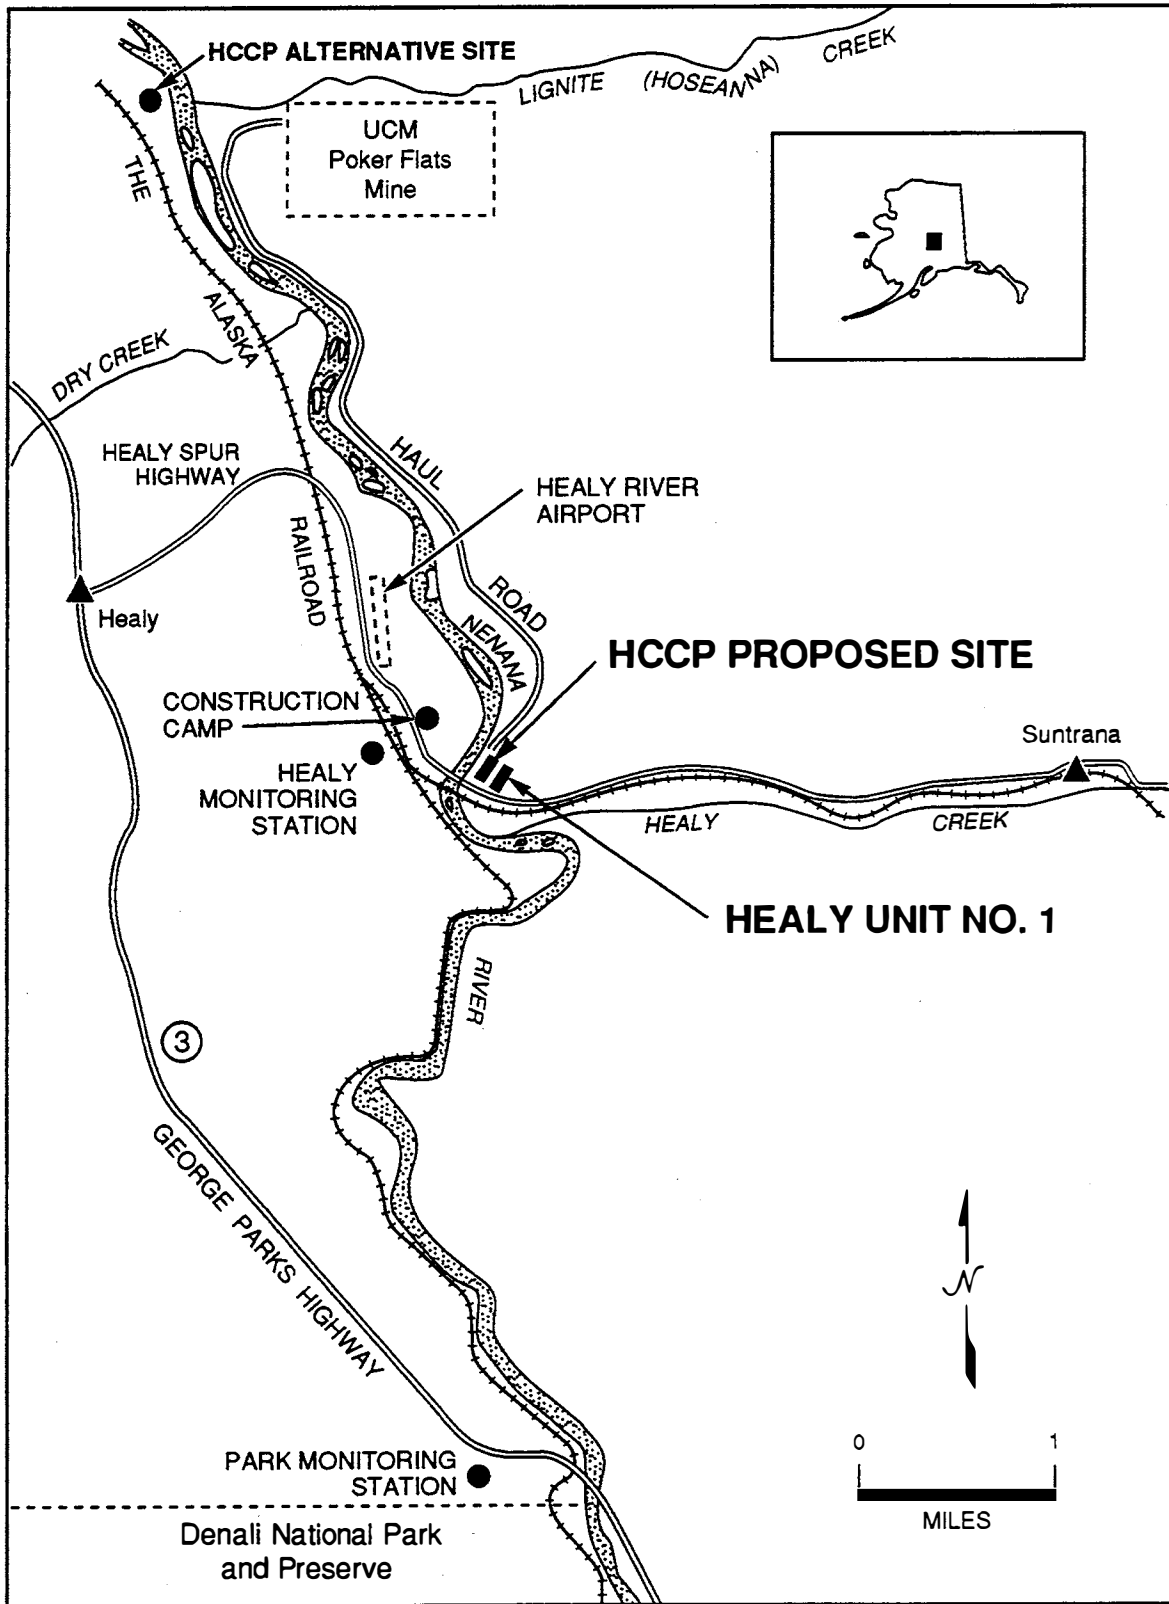 HCCP ALTERNATIVE SITE
LIGNITE (HOSEANNA) CREEK
UCM
Poker Flats
Mine
THE
ALASKA
RAILROAD
DRY CREEK
HEALY SPUR
HIGHWAY
HAUL
ROAD
HEALY RIVER
AIRPORT
Healy
NENANA
RIVER
HCCP PROPOSED SITE
CONSTRUCTION
CAMP
Suntrana
HEALY
MONITORING
STATION
HEALY CREEK
HEALY UNIT NO. 1
3
GEORGE PARKS HIGHWAY
N
PARK MONITORING
STATION
0 1
MILES
Denali National Park
and Preserve